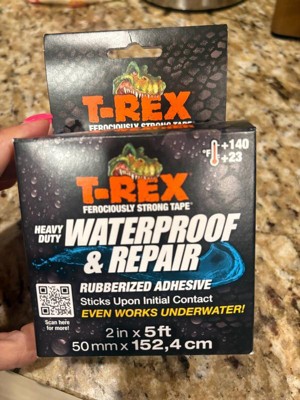 T-REX
FEROCIOUSLY STRONG TAPE
°F +140
+23
T-REX
FEROCIOUSLY STRONG TAPE™
HEAVY DUTY
WATERPROOF
& REPAIR
RUBBERIZED ADHESIVE
Sticks Upon Initial Contact
EVEN WORKS UNDERWATER!
Scan here
for more!
2 in x 5 ft
50 mm x 152,4 cm